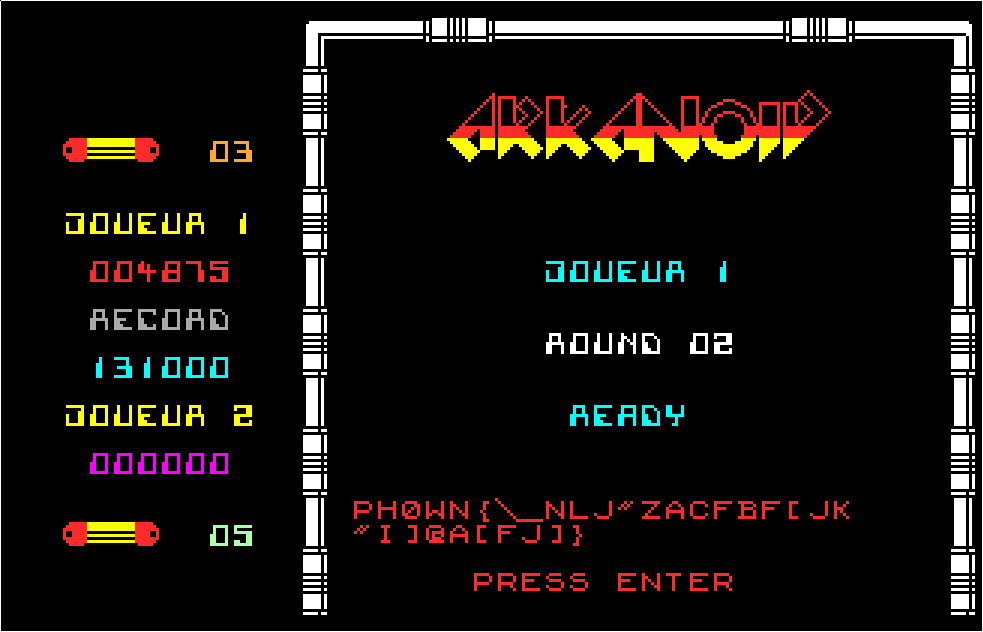 03
JOUEUR 1
004875
RECORD
131000
JOUEUR 2
000000
05
ARKANOID
JOUEUR 1
ROUND 02
READY
PH0WN{\_NLJ"ZACFBF[JK
"I]@A[FJ]}
PRESS ENTER